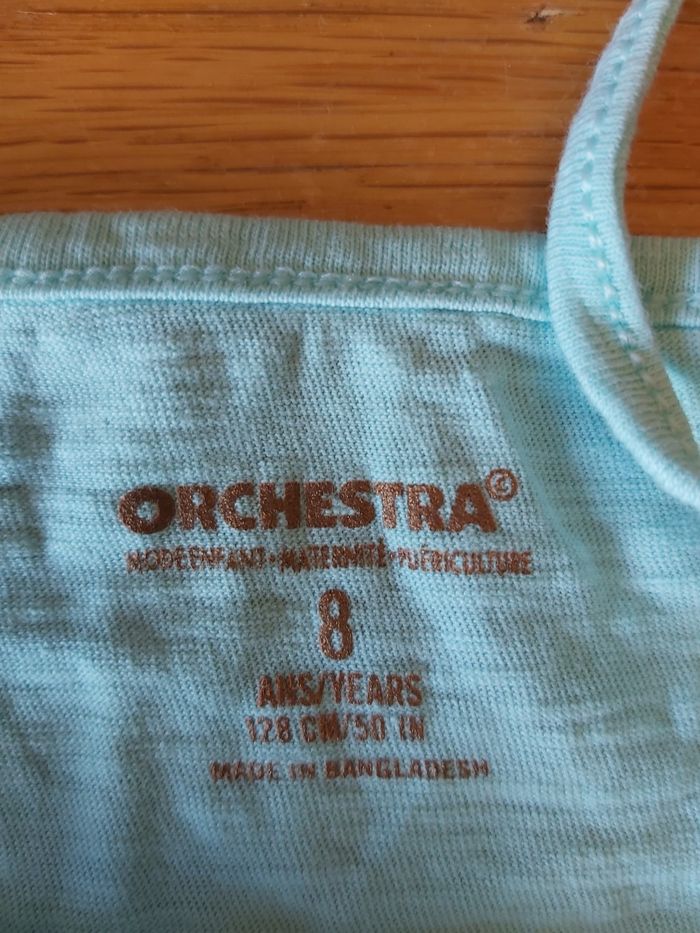 ORCHESTRA©
MODE ENFANT • MATERNITÉ • PUÉRICULTURE
8
ANS/YEARS
128 CM/50 IN
MADE IN BANGLADESH